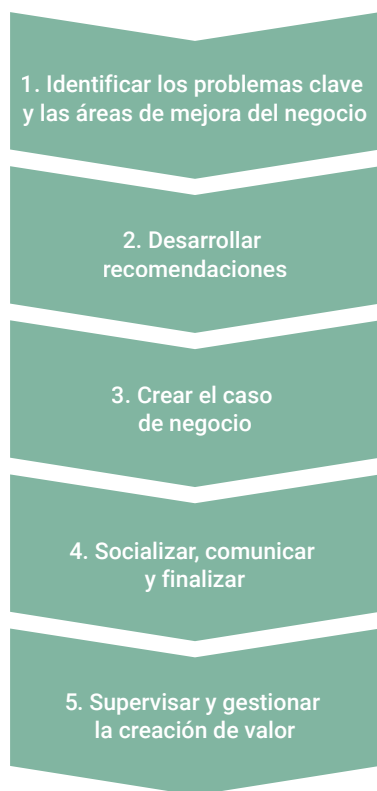 1. Identificar los problemas clave
y las áreas de mejora del negocio
2. Desarrollar
recomendaciones
3. Crear el caso
de negocio
4. Socializar, comunicar
y finalizar
5. Supervisar y gestionar
la creación de valor